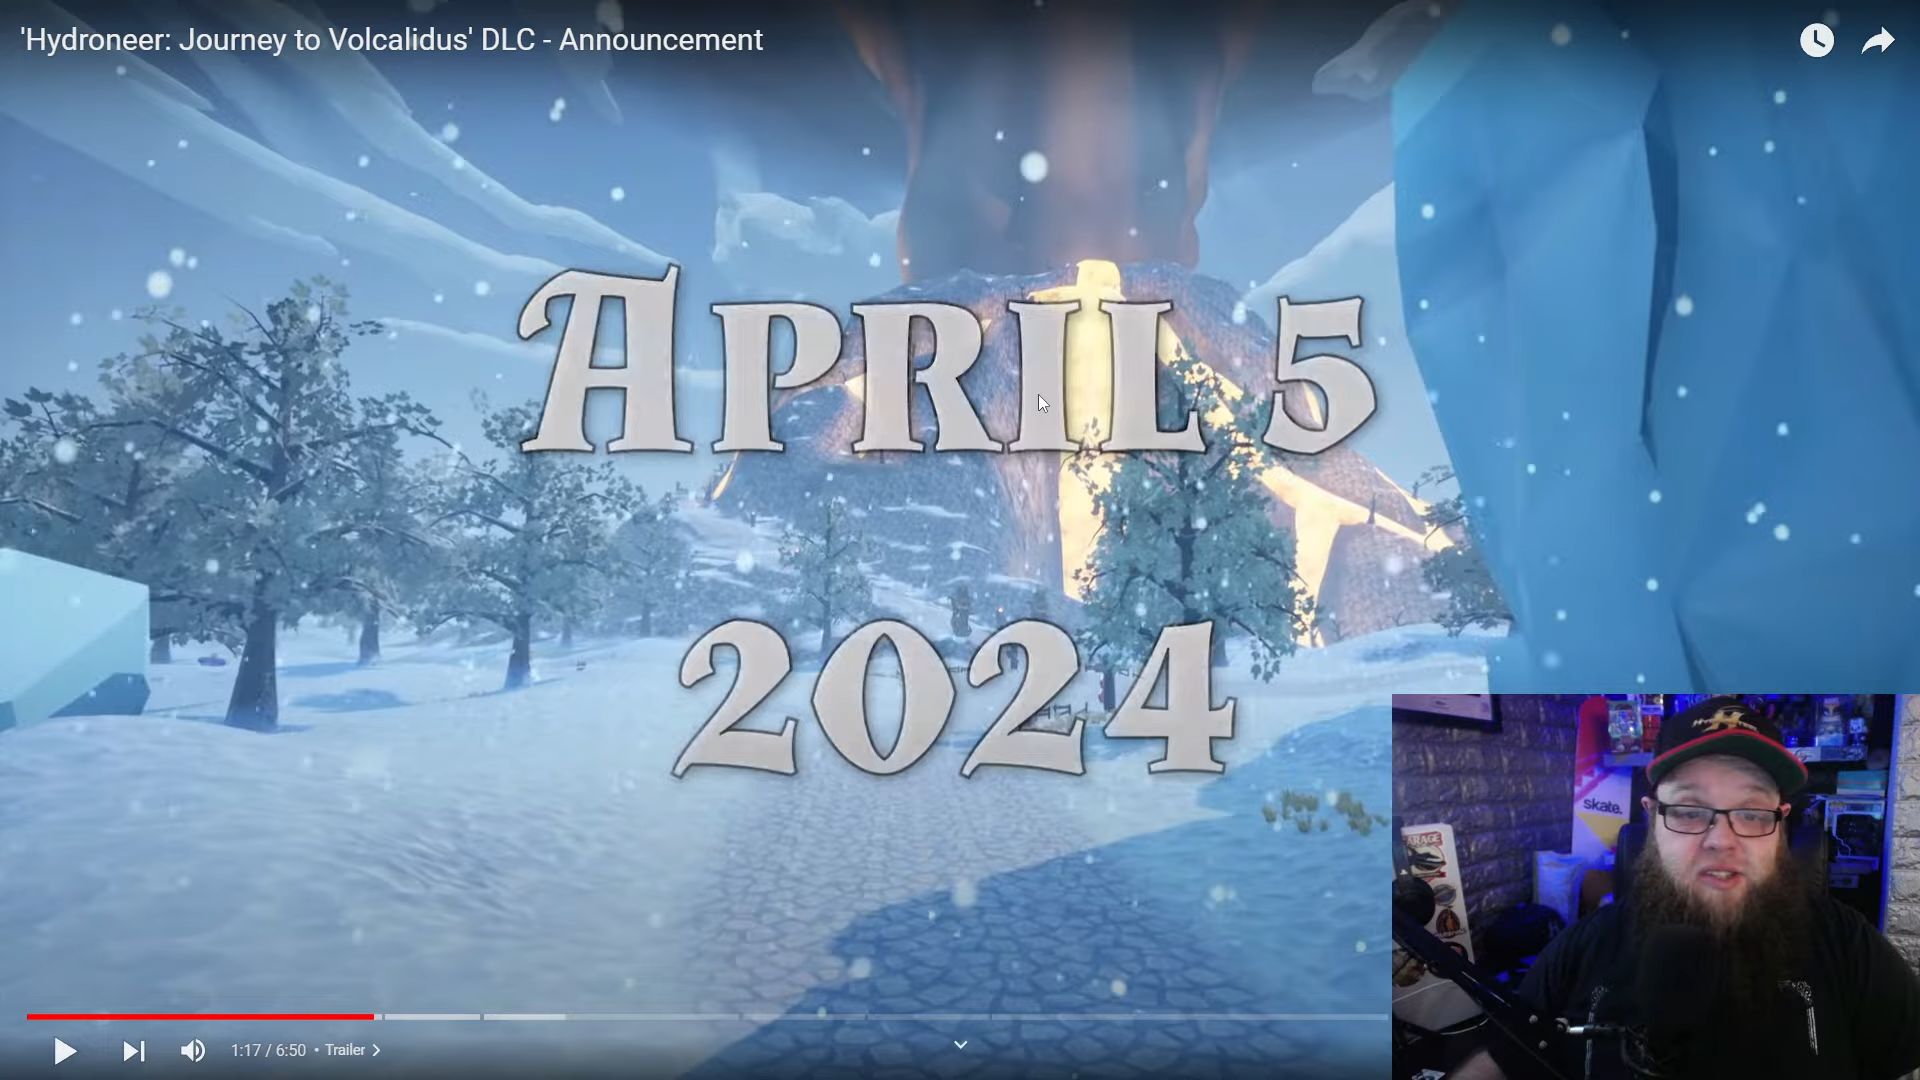 'Hydroneer: Journey to Volcalidus' DLC - Announcement
APRIL 5
2024
skate.
1:17 / 6:50 • Trailer